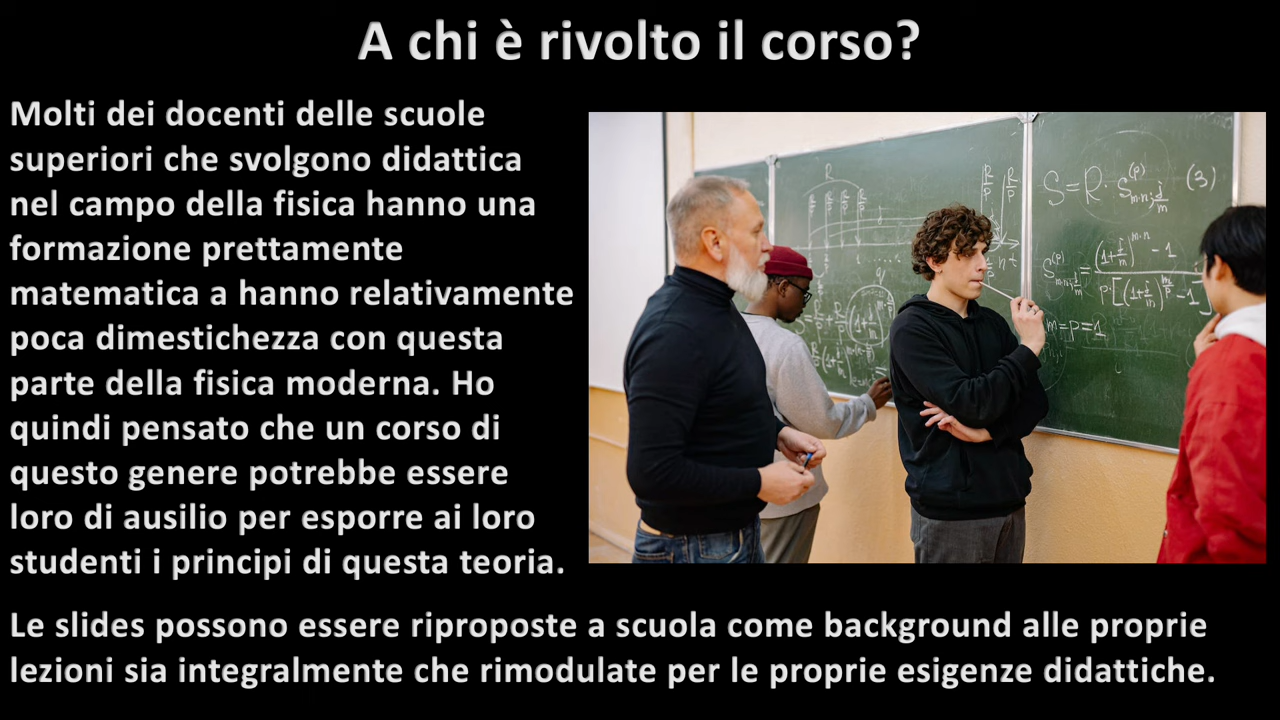 A chi è rivolto il corso?
Molti dei docenti delle scuole
superiori che svolgono didattica
nel campo della fisica hanno una
formazione prettamente
matematica a hanno relativamente
poca dimestichezza con questa
parte della fisica moderna. Ho
quindi pensato che un corso di
questo genere potrebbe essere
loro di ausilio per esporre ai loro
studenti i principi di questa teoria.
S=R·S (3)
m=p=1
Le slides possono essere riproposte a scuola come background alle proprie
lezioni sia integralmente che rimodulate per le proprie esigenze didattiche.